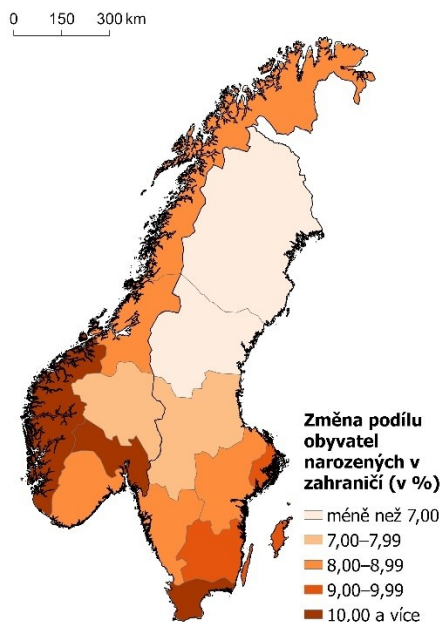 0 150 300 km
Změna podílu
obyvatel
narozených v
zahraničí (v %)
méně než 7,00
7,00–7,99
8,00–8,99
9,00–9,99
10,00 a více